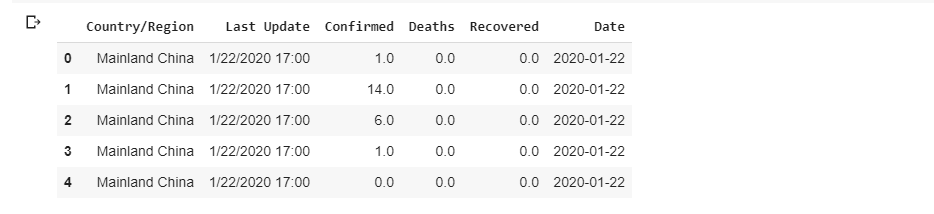 Country/Region Last Update Confirmed Deaths Recovered Date
0 Mainland China 1/22/2020 17:00 1.0 0.0 0.0 2020-01-22
1 Mainland China 1/22/2020 17:00 14.0 0.0 0.0 2020-01-22
2 Mainland China 1/22/2020 17:00 6.0 0.0 0.0 2020-01-22
3 Mainland China 1/22/2020 17:00 1.0 0.0 0.0 2020-01-22
4 Mainland China 1/22/2020 17:00 0.0 0.0 0.0 2020-01-22